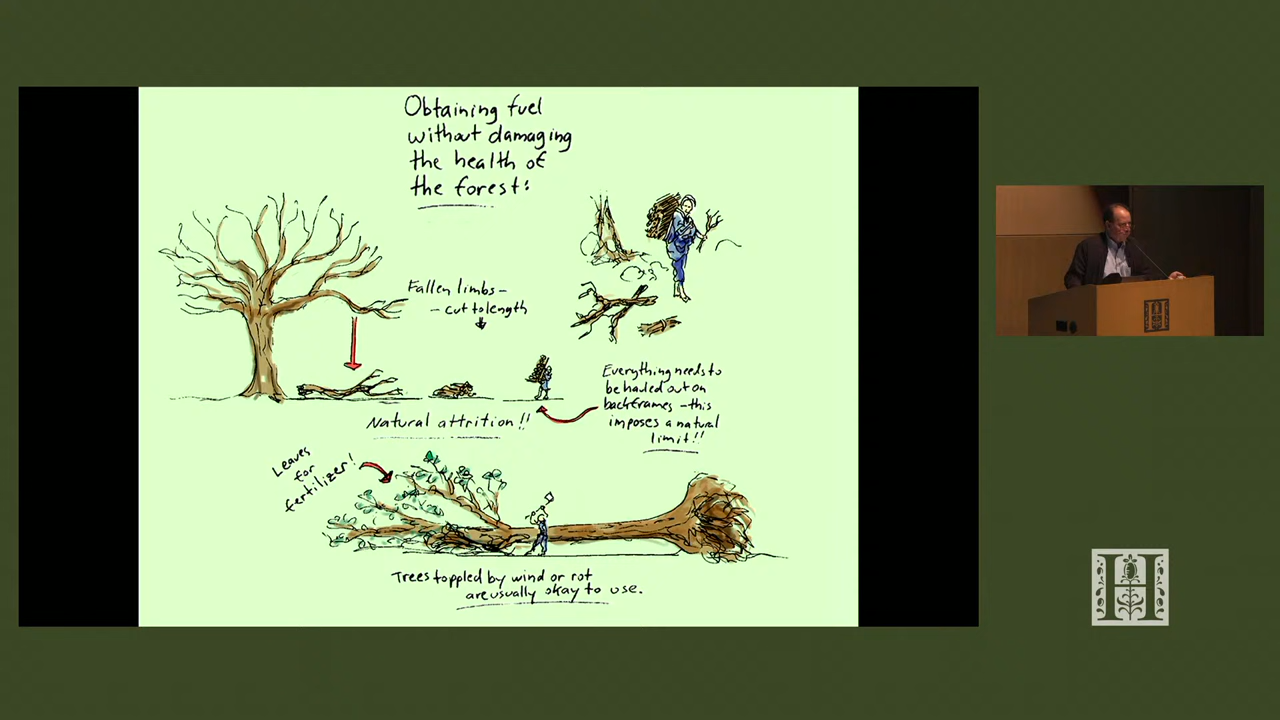 Obtaining fuel
without damaging
the health of
the forest:
Fallen limbs-
- cut to length
Everything needs to
be hauled out on
backframes - this
imposes a natural
limit!!
Natural attrition!!
Leaves
for
fertilizer!
Trees toppled by wind or rot
are usually okay to use.
H